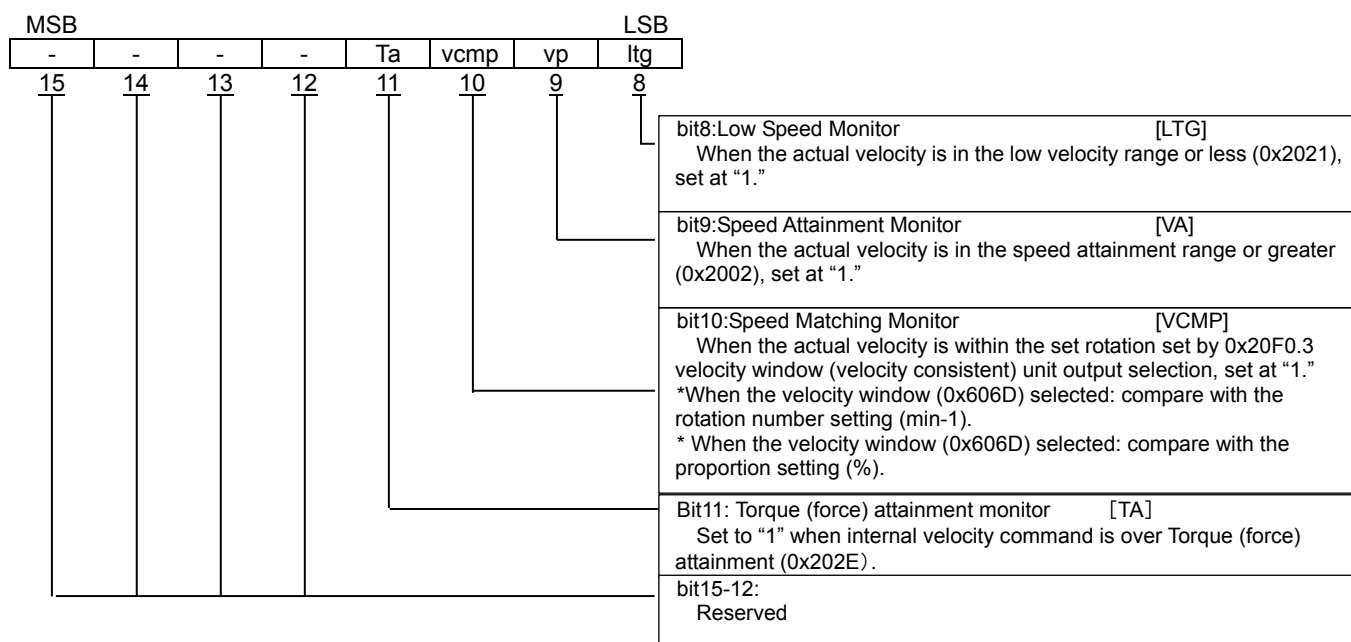 MSB LSB
- - - - Ta vcmp vp ltg
15 14 13 12 11 10 9 8
bit8:Low Speed Monitor [LTG]
When the actual velocity is in the low velocity range or less (0x2021),
set at “1.”
bit9:Speed Attainment Monitor [VA]
When the actual velocity is in the speed attainment range or greater
(0x2002), set at “1.”
bit10:Speed Matching Monitor [VCMP]
When the actual velocity is within the set rotation set by 0x20F0.3
velocity window (velocity consistent) unit output selection, set at “1.”
*When the velocity window (0x606D) selected: compare with the
rotation number setting (min-1).
* When the velocity window (0x606D) selected: compare with the
proportion setting (%).
Bit11: Torque (force) attainment monitor [TA]
Set to “1” when internal velocity command is over Torque (force)
attainment (0x202E）.
bit15-12:
Reserved